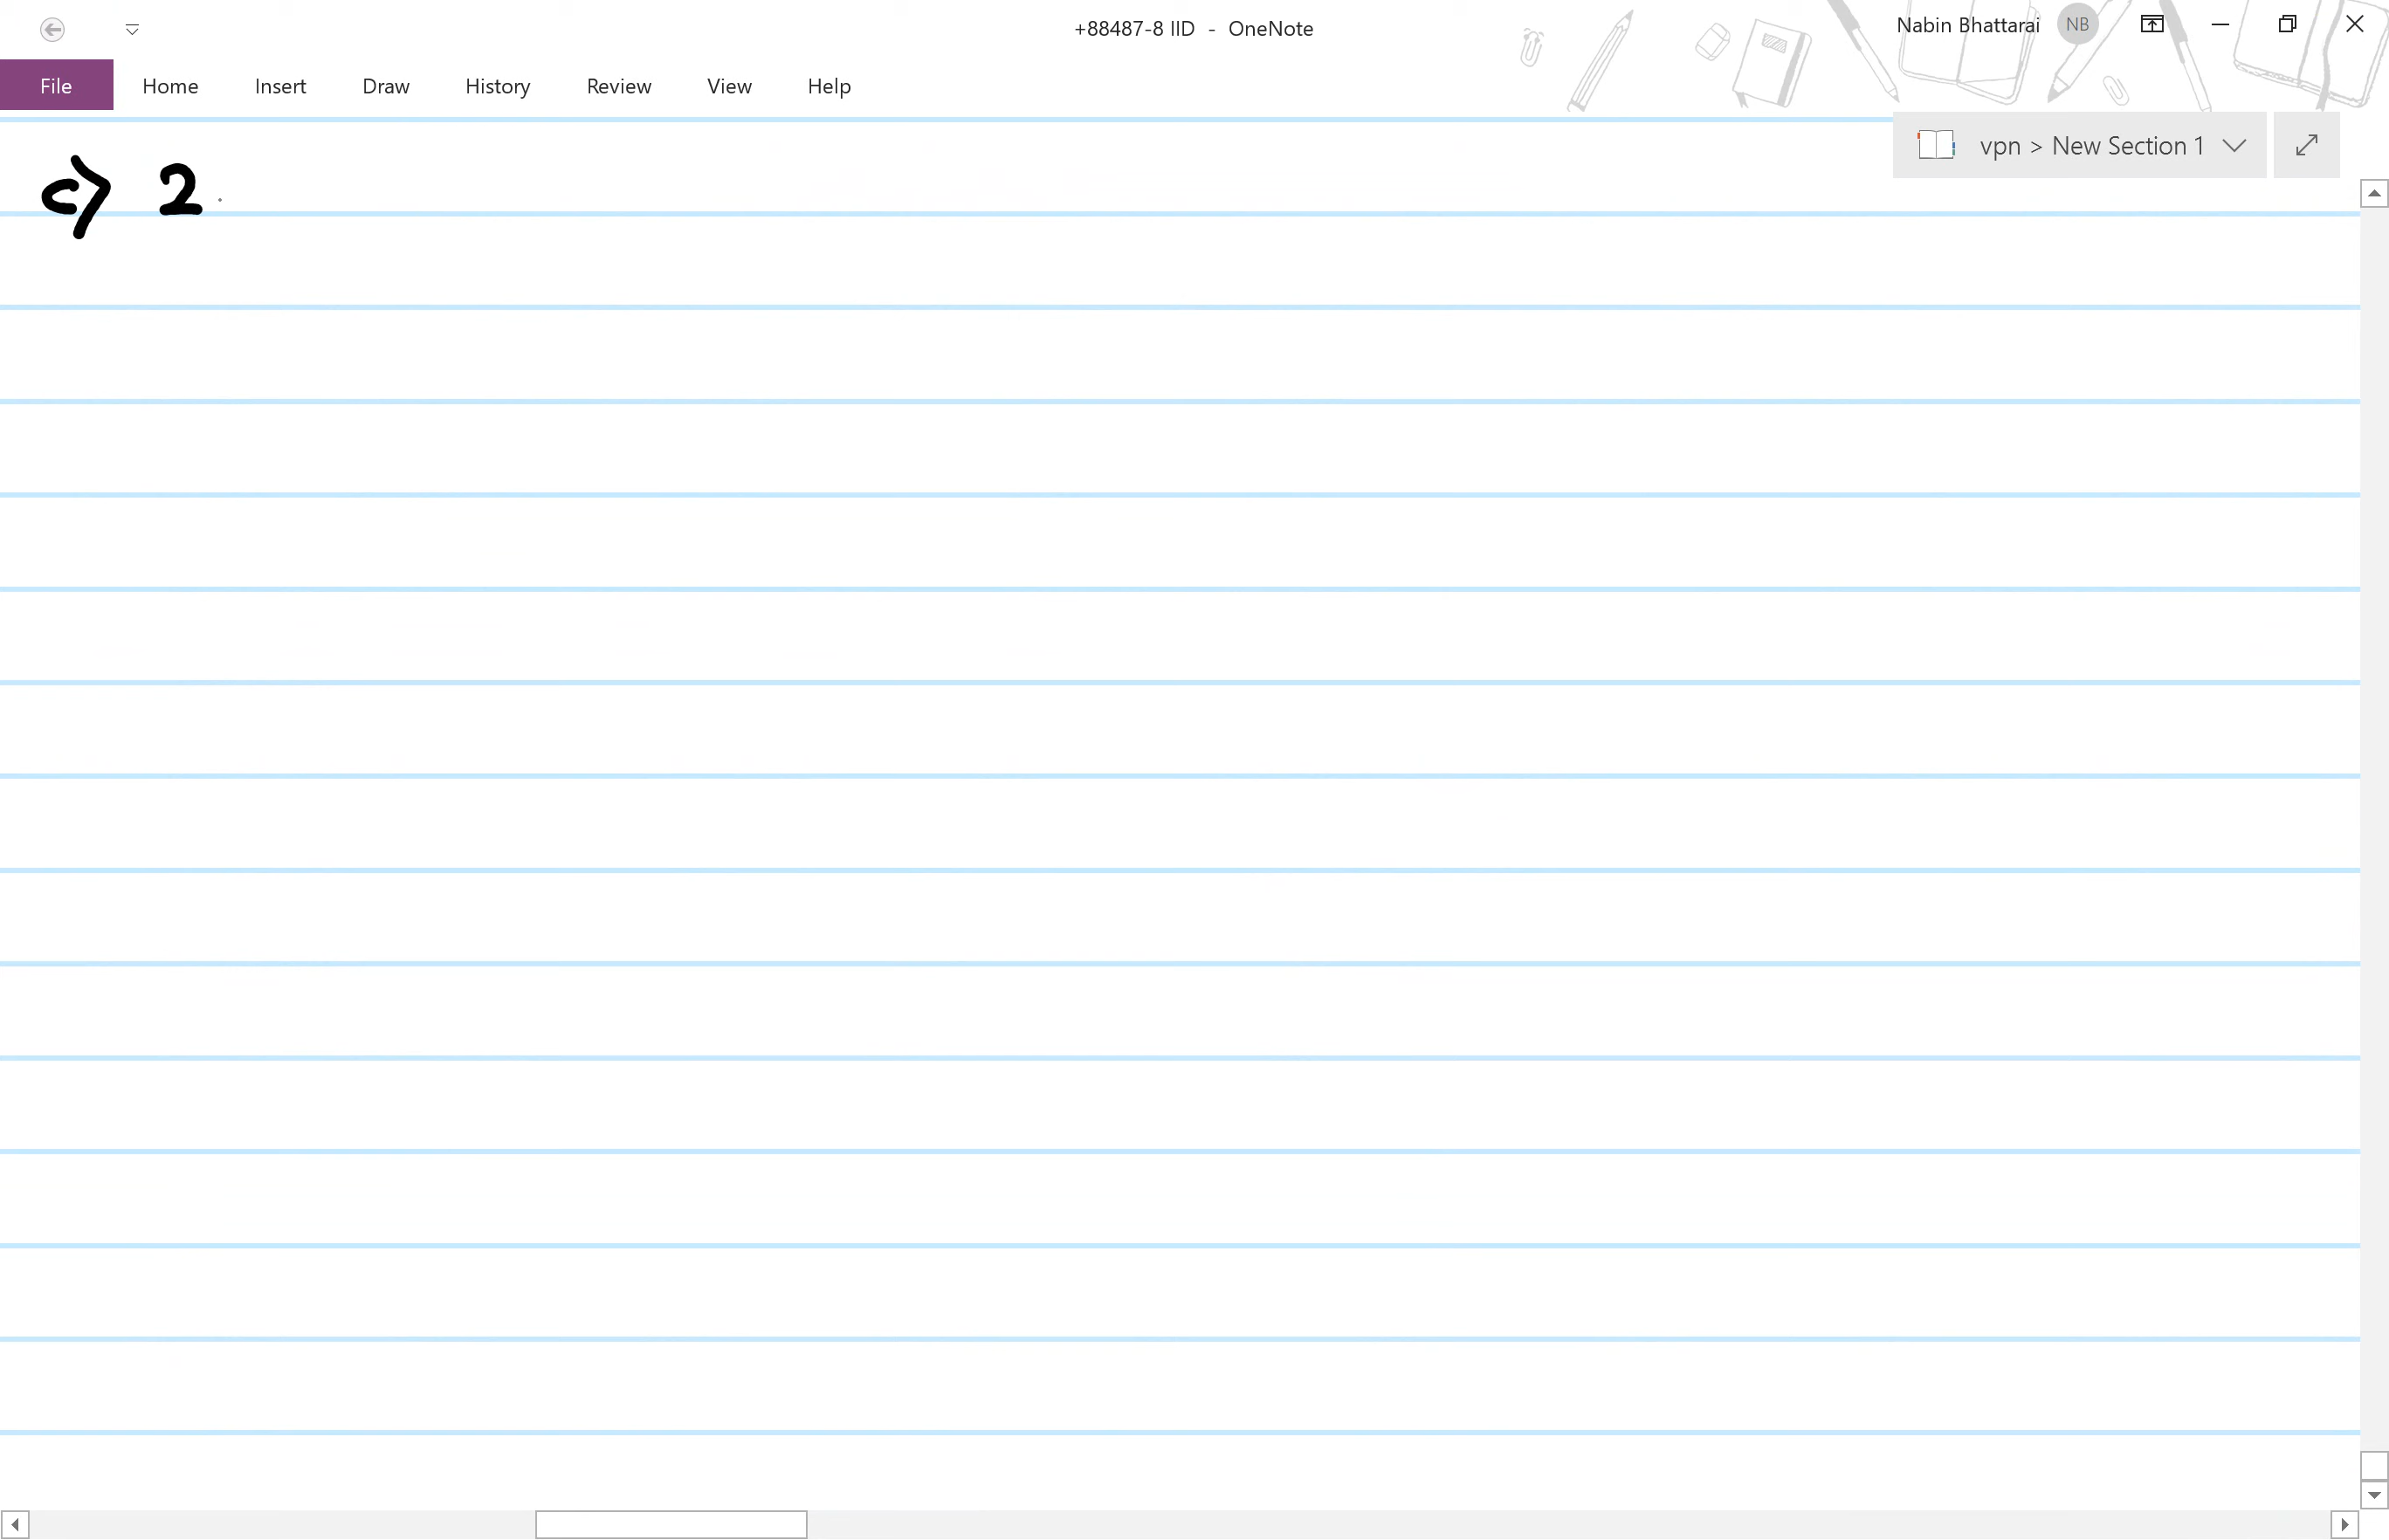 +88487-8 IID - OneNote
Nabin Bhattarai NB
File Home Insert Draw History Review View Help
vpn > New Section 1
c) 2